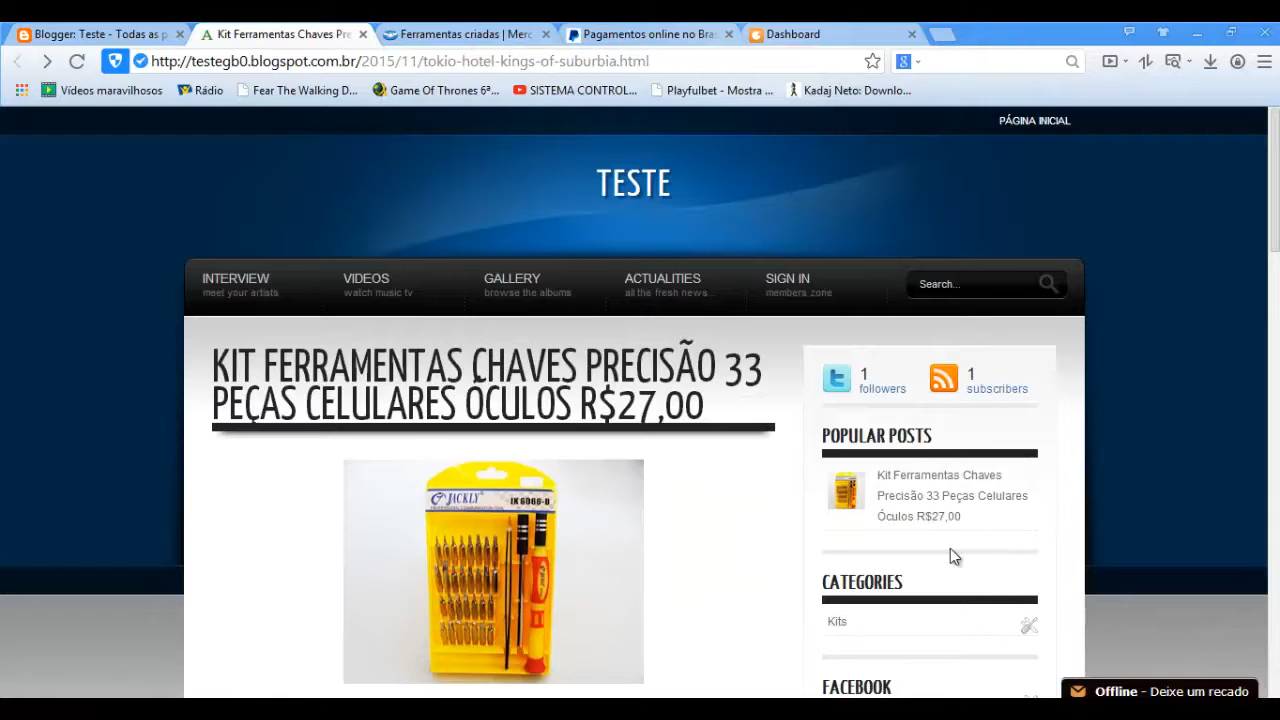 Blogger: Teste - Todas as p
Kit Ferramentas Chaves Pre
Ferramentas criadas | Merc
Pagamentos online no Bras
Dashboard
http://testegb0.blogspot.com.br/2015/11/tokio-hotel-kings-of-suburbia.html
Vídeos maravilhosos
Rádio
Fear The Walking D...
Game Of Thrones 6ª...
SISTEMA CONTROL...
Playfulbet - Mostra ...
Kadaj Neto: Downlo...
PÁGINA INICIAL
TESTE
INTERVIEW
meet your artists
VIDEOS
watch music tv
GALLERY
browse the albums
ACTUALITIES
all the fresh news...
SIGN IN
members zone
Search...
KIT FERRAMENTAS CHAVES PRECISÃO 33
PEÇAS CELULARES ÓCULOS R$27,00
JACKLY
JK 6066-B
1
followers
1
subscribers
POPULAR POSTS
Kit Ferramentas Chaves
Precisão 33 Peças Celulares
Óculos R$27,00
CATEGORIES
Kits
FACEBOOK
Offline - Deixe um recado